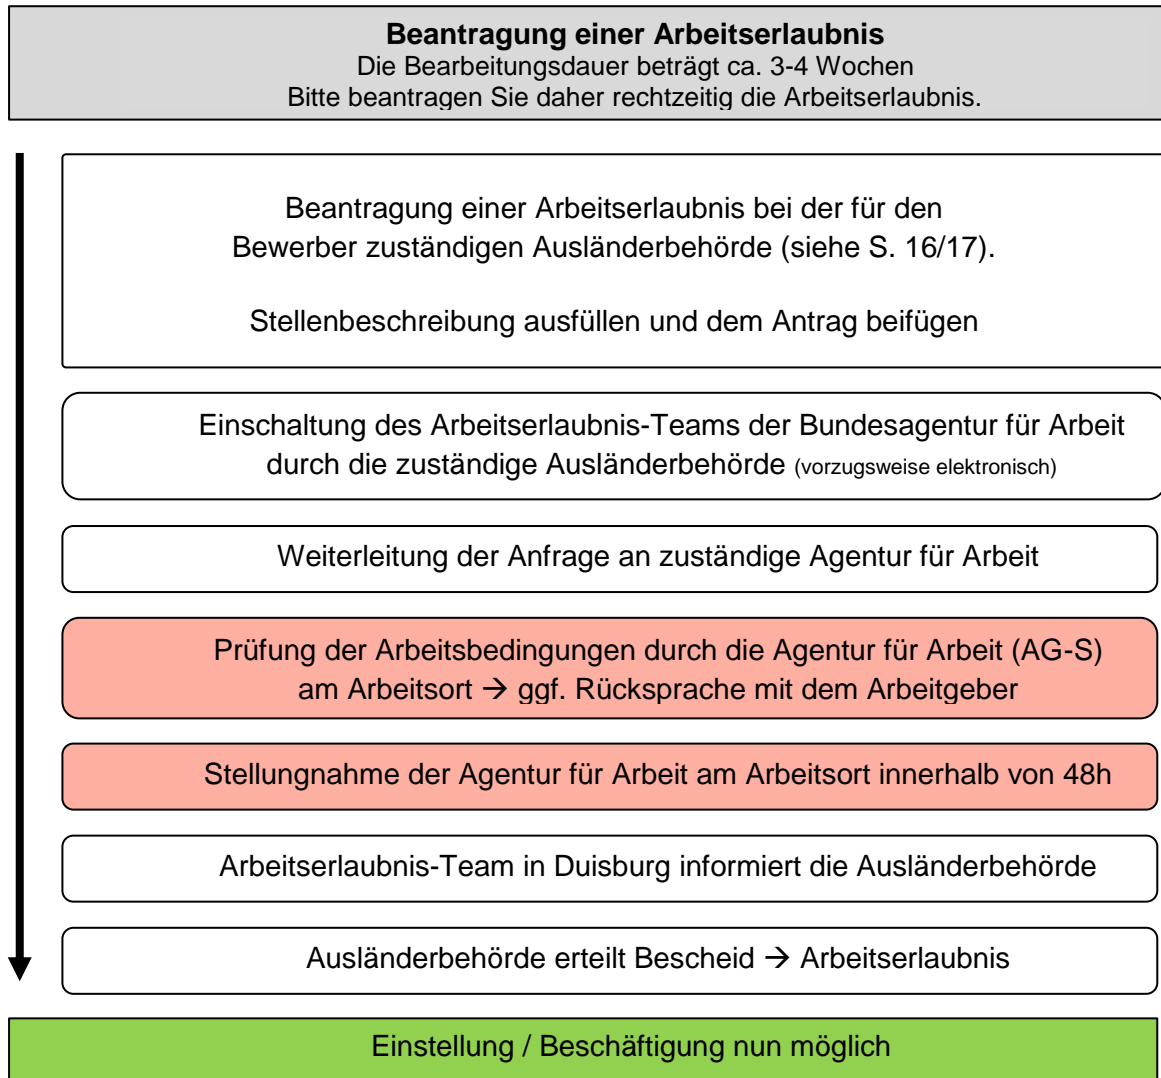 Beantragung einer Arbeitserlaubnis
Die Bearbeitungsdauer beträgt ca. 3-4 Wochen
Bitte beantragen Sie daher rechtzeitig die Arbeitserlaubnis.
Beantragung einer Arbeitserlaubnis bei der für den
Bewerber zuständigen Ausländerbehörde (siehe S. 16/17).
Stellenbeschreibung ausfüllen und dem Antrag beifügen
Einschaltung des Arbeitserlaubnis-Teams der Bundesagentur für Arbeit
durch die zuständige Ausländerbehörde (vorzugsweise elektronisch)
Weiterleitung der Anfrage an zuständige Agentur für Arbeit
Prüfung der Arbeitsbedingungen durch die Agentur für Arbeit (AG-S)
am Arbeitsort → ggf. Rücksprache mit dem Arbeitgeber
Stellungnahme der Agentur für Arbeit am Arbeitsort innerhalb von 48h
Arbeitserlaubnis-Team in Duisburg informiert die Ausländerbehörde
Ausländerbehörde erteilt Bescheid → Arbeitserlaubnis
Einstellung / Beschäftigung nun möglich